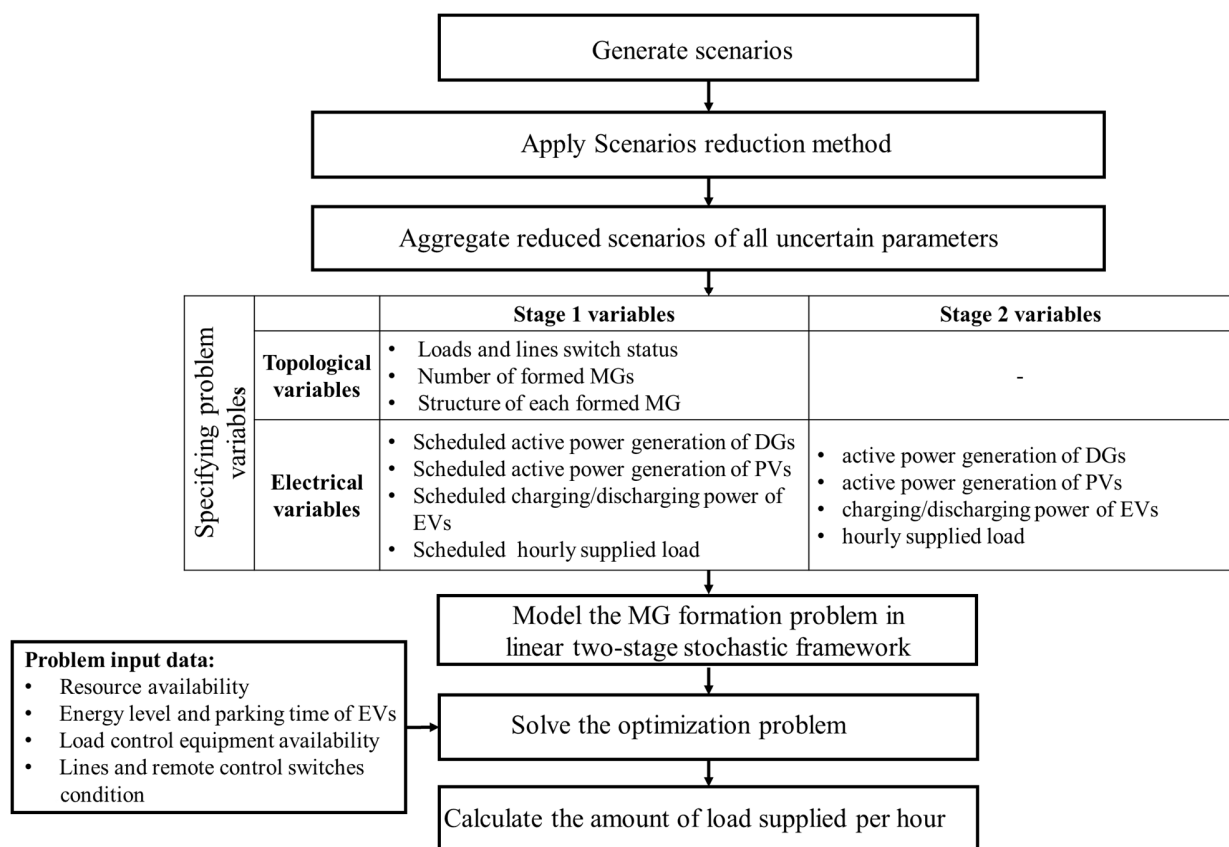 Generate scenarios
Apply Scenarios reduction method
Aggregate reduced scenarios of all uncertain parameters
Specifying problem
variables
Stage 1 variables
Stage 2 variables
Topological
variables
• Loads and lines switch status
• Number of formed MGs
• Structure of each formed MG
-
Electrical
variables
• Scheduled active power generation of DGs
• Scheduled active power generation of PVs
• Scheduled charging/discharging power of
EVs
• Scheduled hourly supplied load
• active power generation of DGs
• active power generation of PVs
• charging/discharging power of EVs
• hourly supplied load
Model the MG formation problem in
linear two-stage stochastic framework
Problem input data:
• Resource availability
• Energy level and parking time of EVs
• Load control equipment availability
• Lines and remote control switches
condition
Solve the optimization problem
Calculate the amount of load supplied per hour